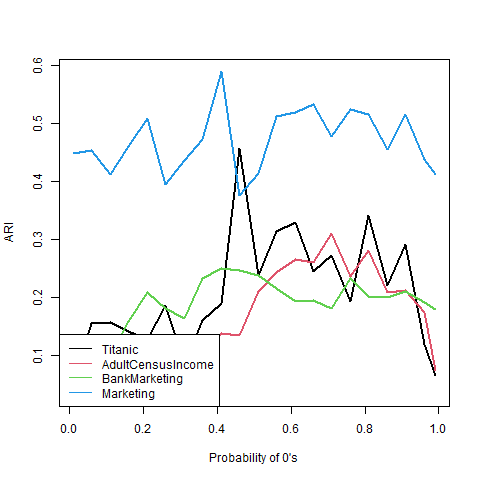 0.6
0.5
0.4
0.3
0.2
0.1
ARI
Titanic
AdultCensusIncome
BankMarketing
Marketing
0.0 0.2 0.4 0.6 0.8 1.0
Probability of 0's